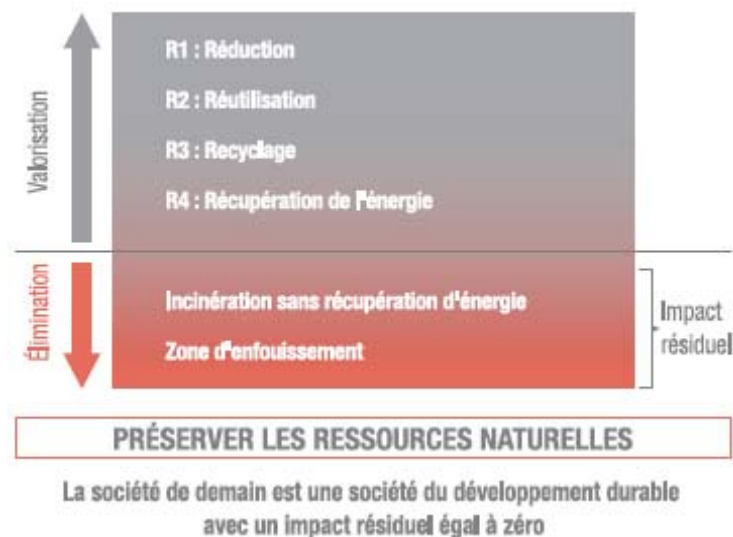 Valorisation
R1 : Réduction
R2 : Réutilisation
R3 : Recyclage
R4 : Récupération de l'énergie
Élimination
Incinération sans récupération d'énergie
Zone d'enfouissement
Impact
résiduel
PRÉSERVER LES RESSOURCES NATURELLES
La société de demain est une société du développement durable
avec un impact résiduel égal à zéro